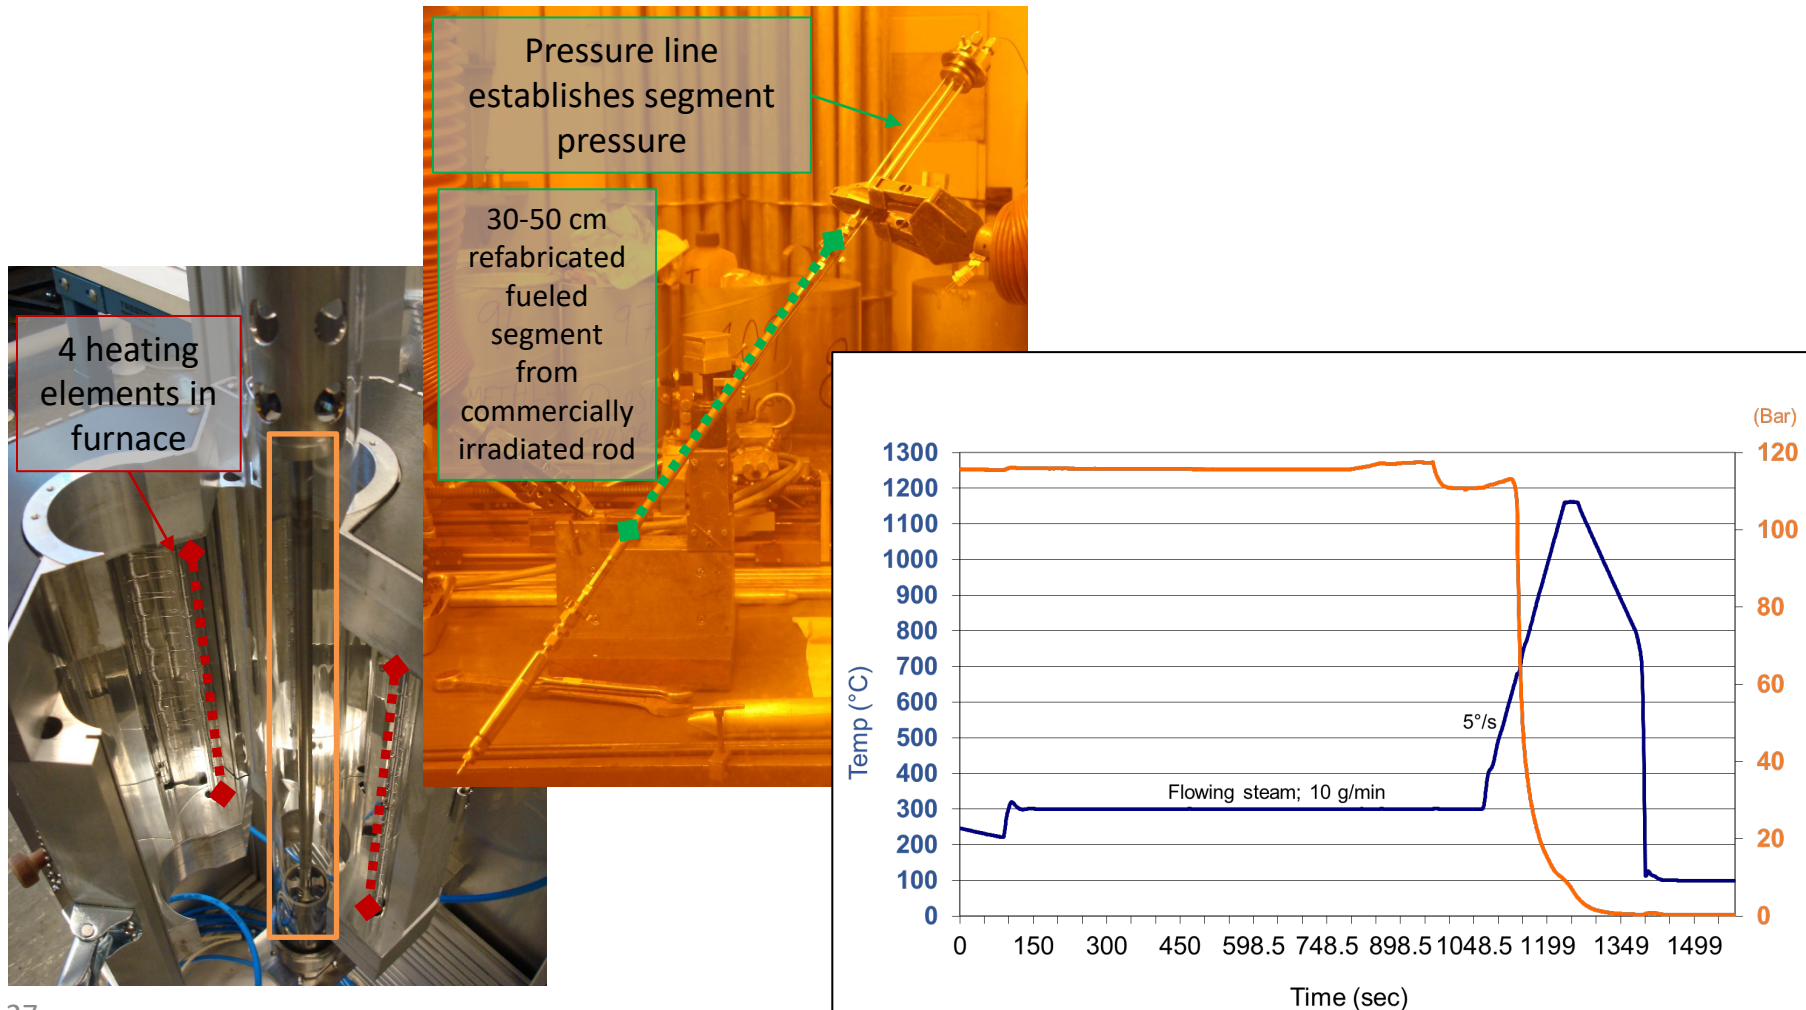 Pressure line
establishes segment
pressure
30-50 cm
refabricated
fueled
segment
from
commercially
irradiated rod
4 heating
elements in
furnace
(Bar)
1300
1200
1100
1000
900
800
700
600
500
400
300
200
100
0
120
100
80
60
40
20
0
Temp (°C)
5°/s
Flowing steam; 10 g/min
0 150 300 450 598.5 748.5 898.5 1048.5 1199 1349 1499
Time (sec)